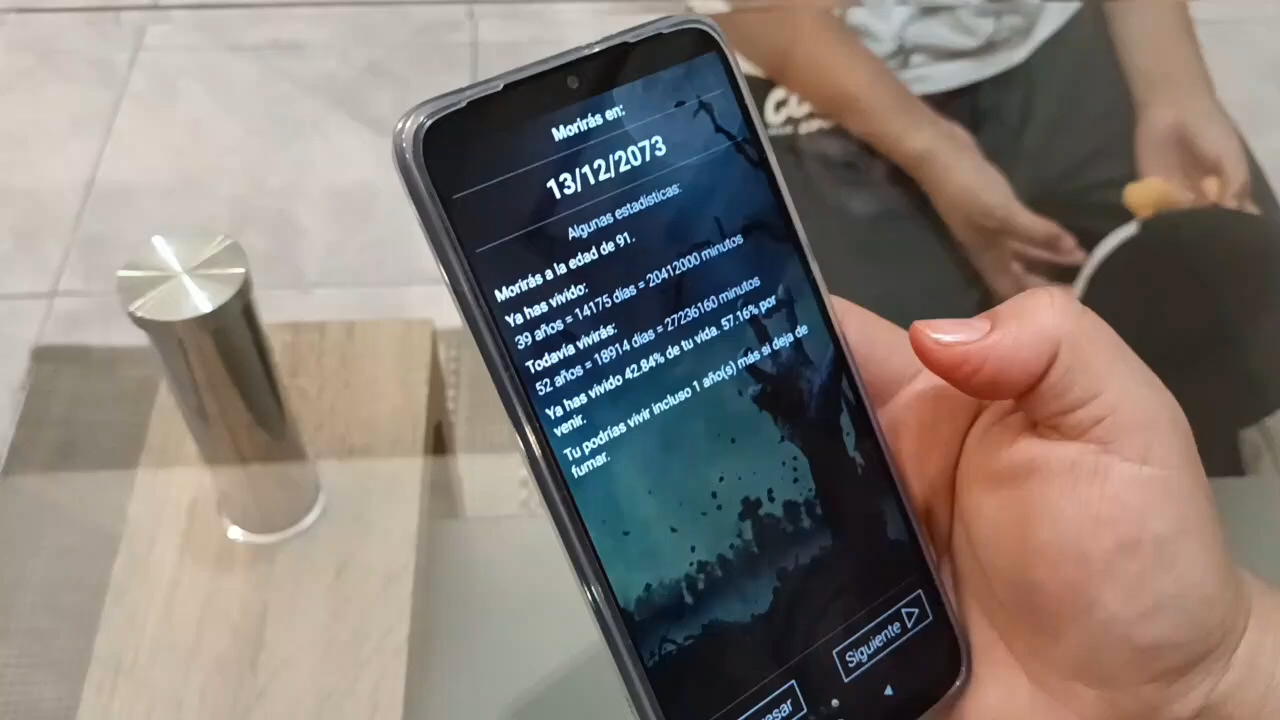 Morirás en:
13/12/2073
Algunas estadísticas:
Morirás a la edad de 91.
Ya has vivido:
39 años = 14175 días = 20412000 minutos
Todavía vivirás:
52 años = 18914 días = 27236160 minutos
Ya has vivido 42.84% de tu vida. 57.16% por
venir.
Tu podrías vivir incluso 1 año(s) más si deja de
fumar.
Siguiente